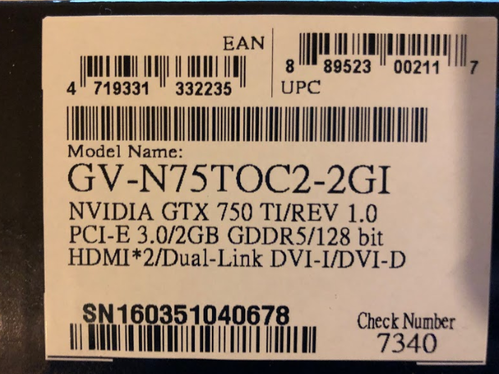 EAN
4 719331 332235
8 89523 00211 7
UPC
Model Name:
GV-N75TOC2-2GI
NVIDIA GTX 750 TI/REV 1.0
PCI-E 3.0/2GB GDDR5/128 bit
HDMI*2/Dual-Link DVI-I/DVI-D
SN160351040678
Check Number
7340